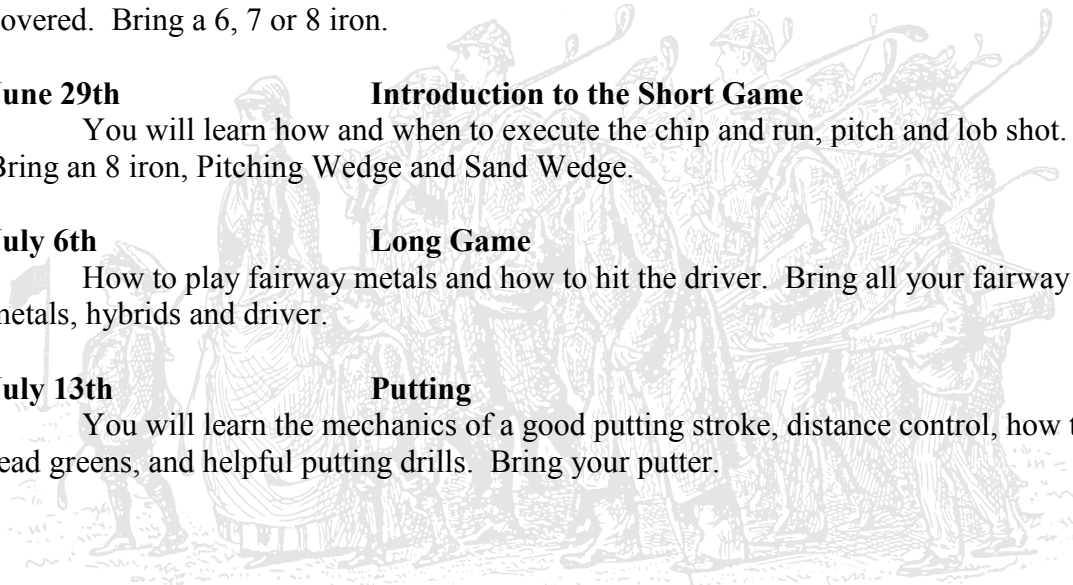 overed. Bring a 6, 7 or 8 iron.
June 29th Introduction to the Short Game
You will learn how and when to execute the chip and run, pitch and lob shot.
Bring an 8 iron, Pitching Wedge and Sand Wedge.
July 6th Long Game
How to play fairway metals and how to hit the driver. Bring all your fairway
metals, hybrids and driver.
July 13th Putting
You will learn the mechanics of a good putting stroke, distance control, how t
read greens, and helpful putting drills. Bring your putter.